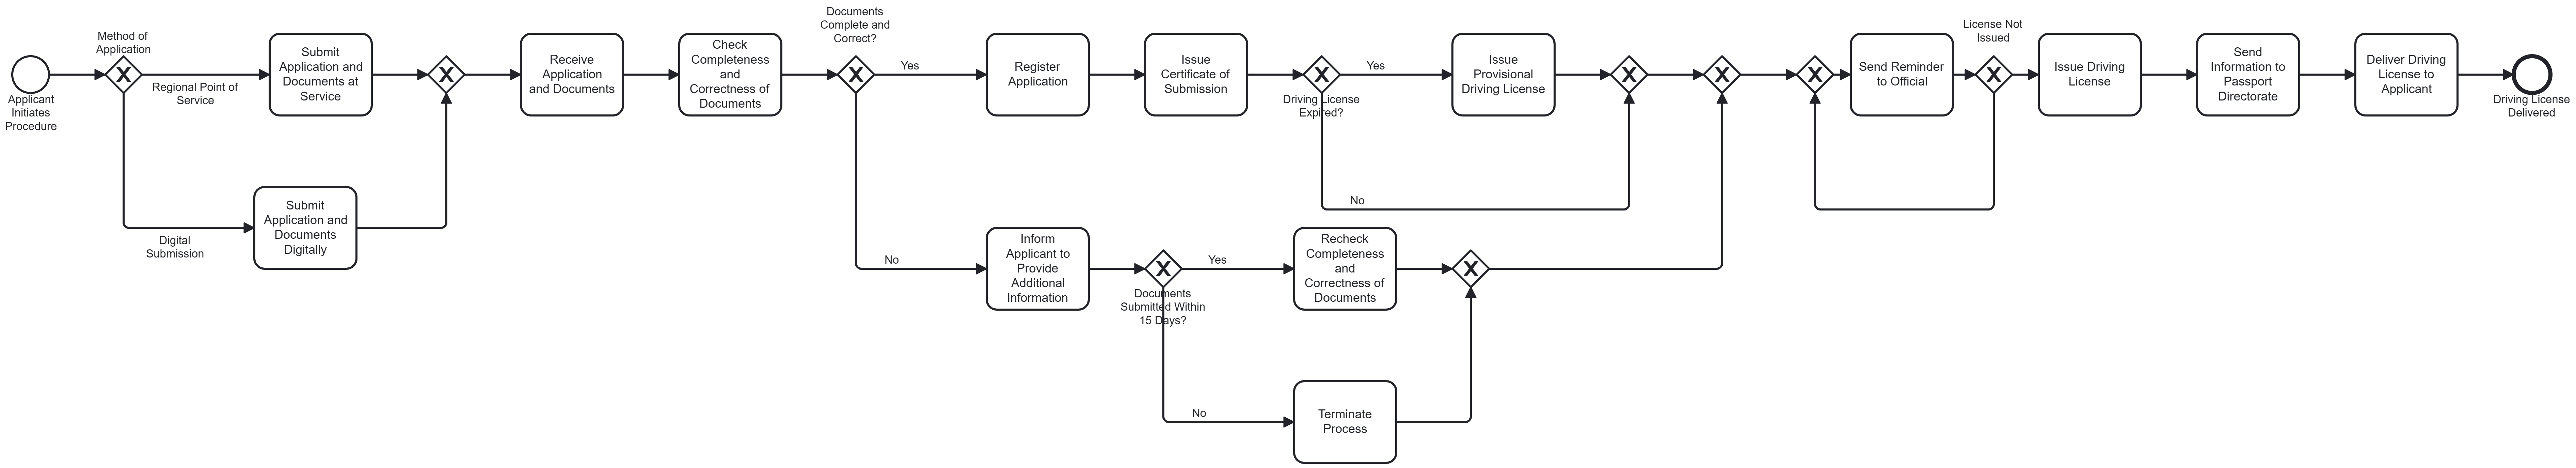 Applicant
Initiates
Procedure
Method of
Application
Regional Point of
Service
Digital
Submission
Submit
Application and
Documents at
Service
Submit
Application and
Documents
Digitally
Receive
Application
and Documents
Check
Completeness
and
Correctness of
Documents
Documents
Complete and
Correct?
Yes
No
Register
Application
Issue
Certificate of
Submission
Driving License
Expired?
Yes
No
Issue
Provisional
Driving License
Inform
Applicant to
Provide
Additional
Information
Documents
Submitted Within
15 Days?
Yes
No
Recheck
Completeness
and
Correctness of
Documents
Terminate
Process
Send Reminder
to Official
License Not
Issued
Issue Driving
License
Send
Information to
Passport
Directorate
Deliver Driving
License to
Applicant
Driving License
Delivered